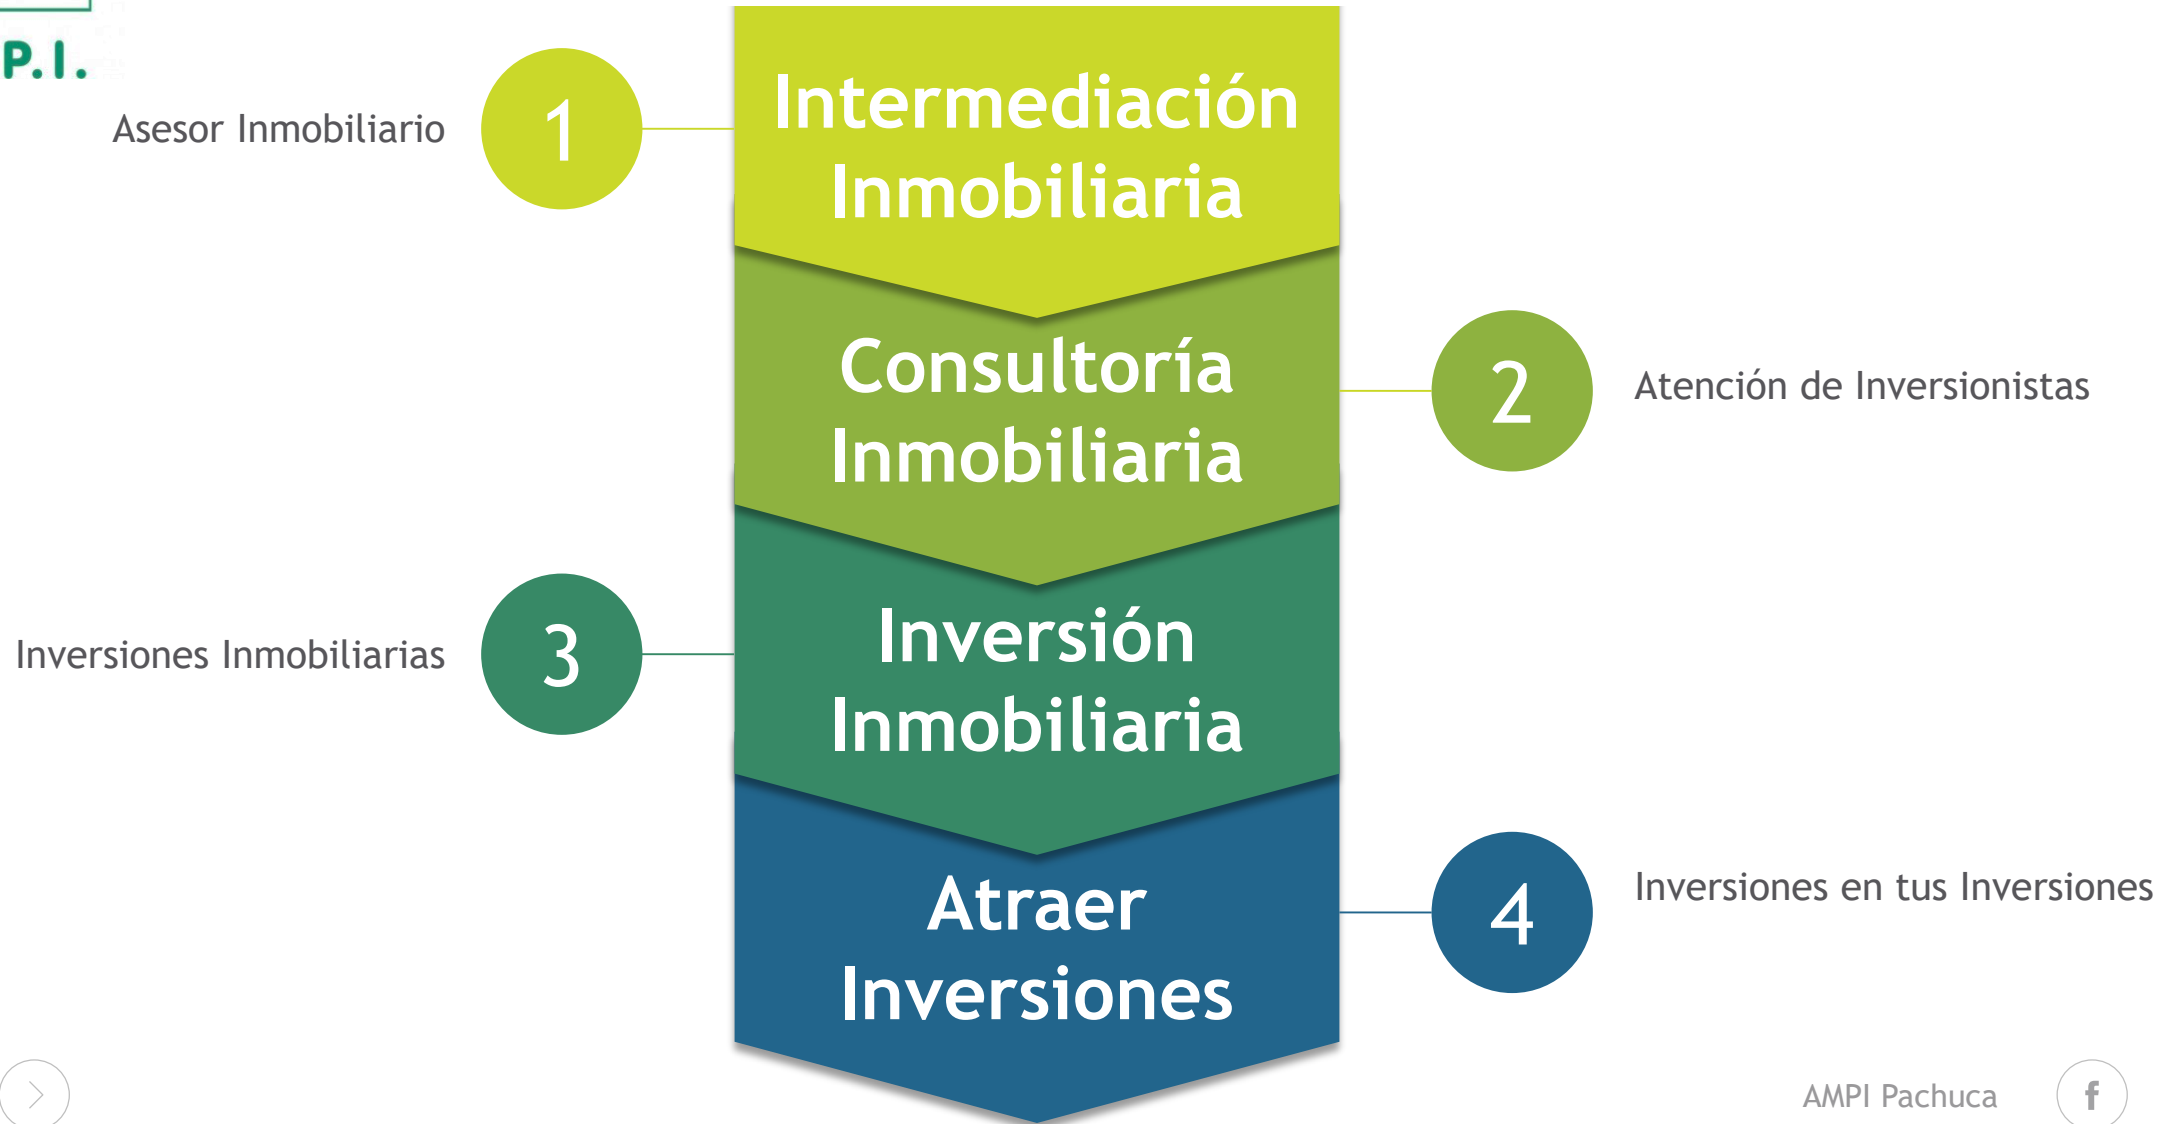 P.I.
Asesor Inmobiliario
1
Intermediación
Inmobiliaria
Consultoría
Inmobiliaria
2
Atención de Inversionistas
Inversiones Inmobiliarias
3
Inversión
Inmobiliaria
Atraer
Inversiones
4
Inversiones en tus Inversiones
AMPI Pachuca
f